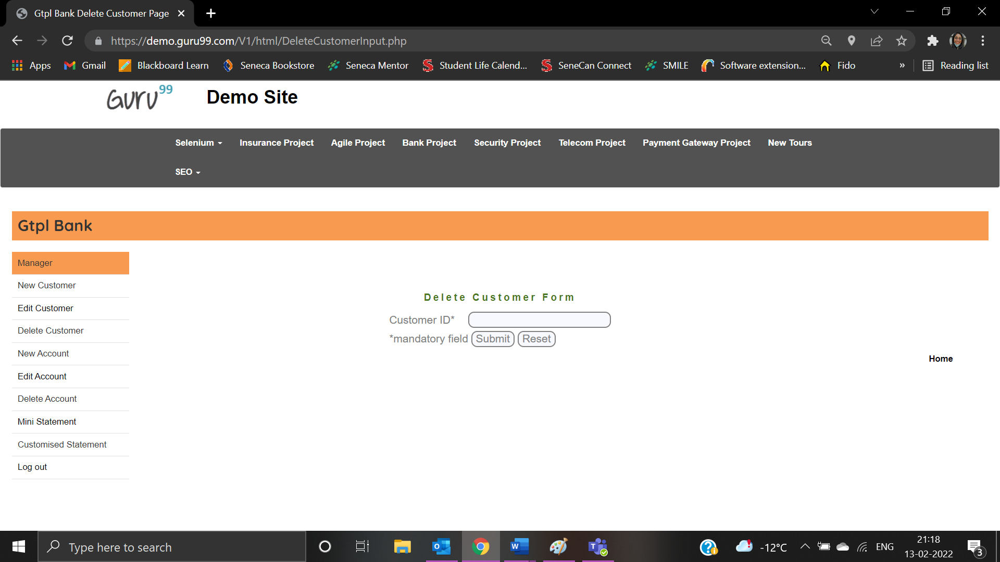 Gtpl Bank Delete Customer Page
https://demo.guru99.com/V1/html/DeleteCustomerInput.php
Apps Gmail Blackboard Learn Seneca Bookstore Seneca Mentor Student Life Calend... SeneCan Connect SMILE Software extension... Fido » Reading list
Guru99 Demo Site
Selenium Insurance Project Agile Project Bank Project Security Project Telecom Project Payment Gateway Project New Tours
SEO
Gtpl Bank
Manager
New Customer
Edit Customer
Delete Customer
New Account
Edit Account
Delete Account
Mini Statement
Customised Statement
Log out
Delete Customer Form
Customer ID*
*mandatory field Submit Reset
Home
Type here to search
-12°C
ENG
21:18
13-02-2022
3